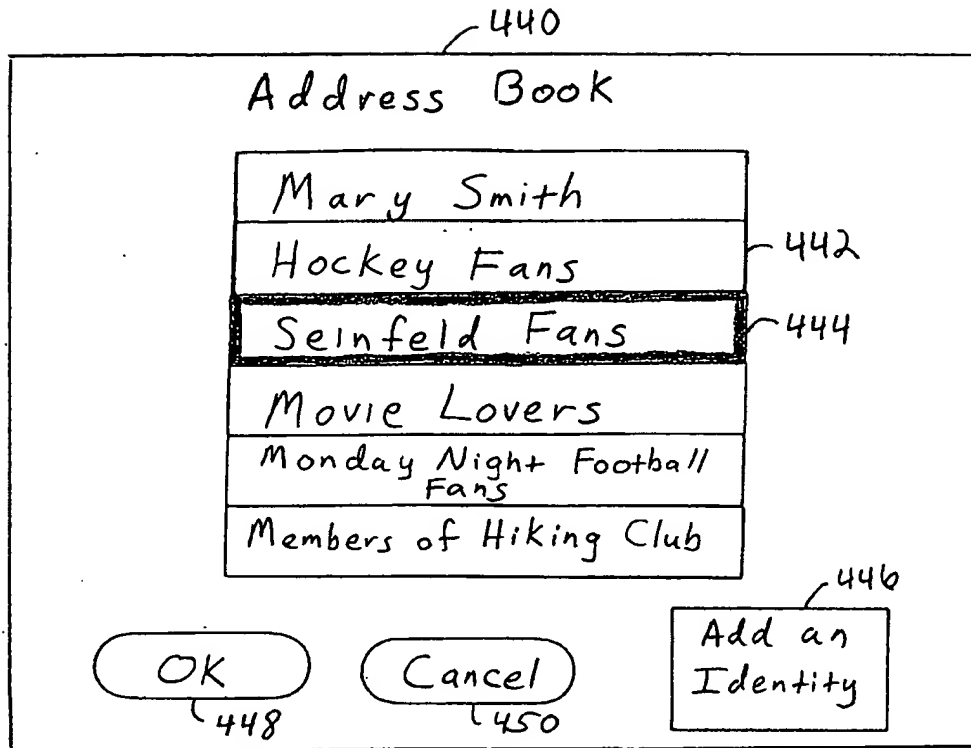 440
Address Book
Mary Smith
Hockey Fans
442
Seinfeld Fans
444
Movie Lovers
Monday Night Football
Fans
Members of Hiking Club
446
Add an
Identity
OK
Cancel
448
450